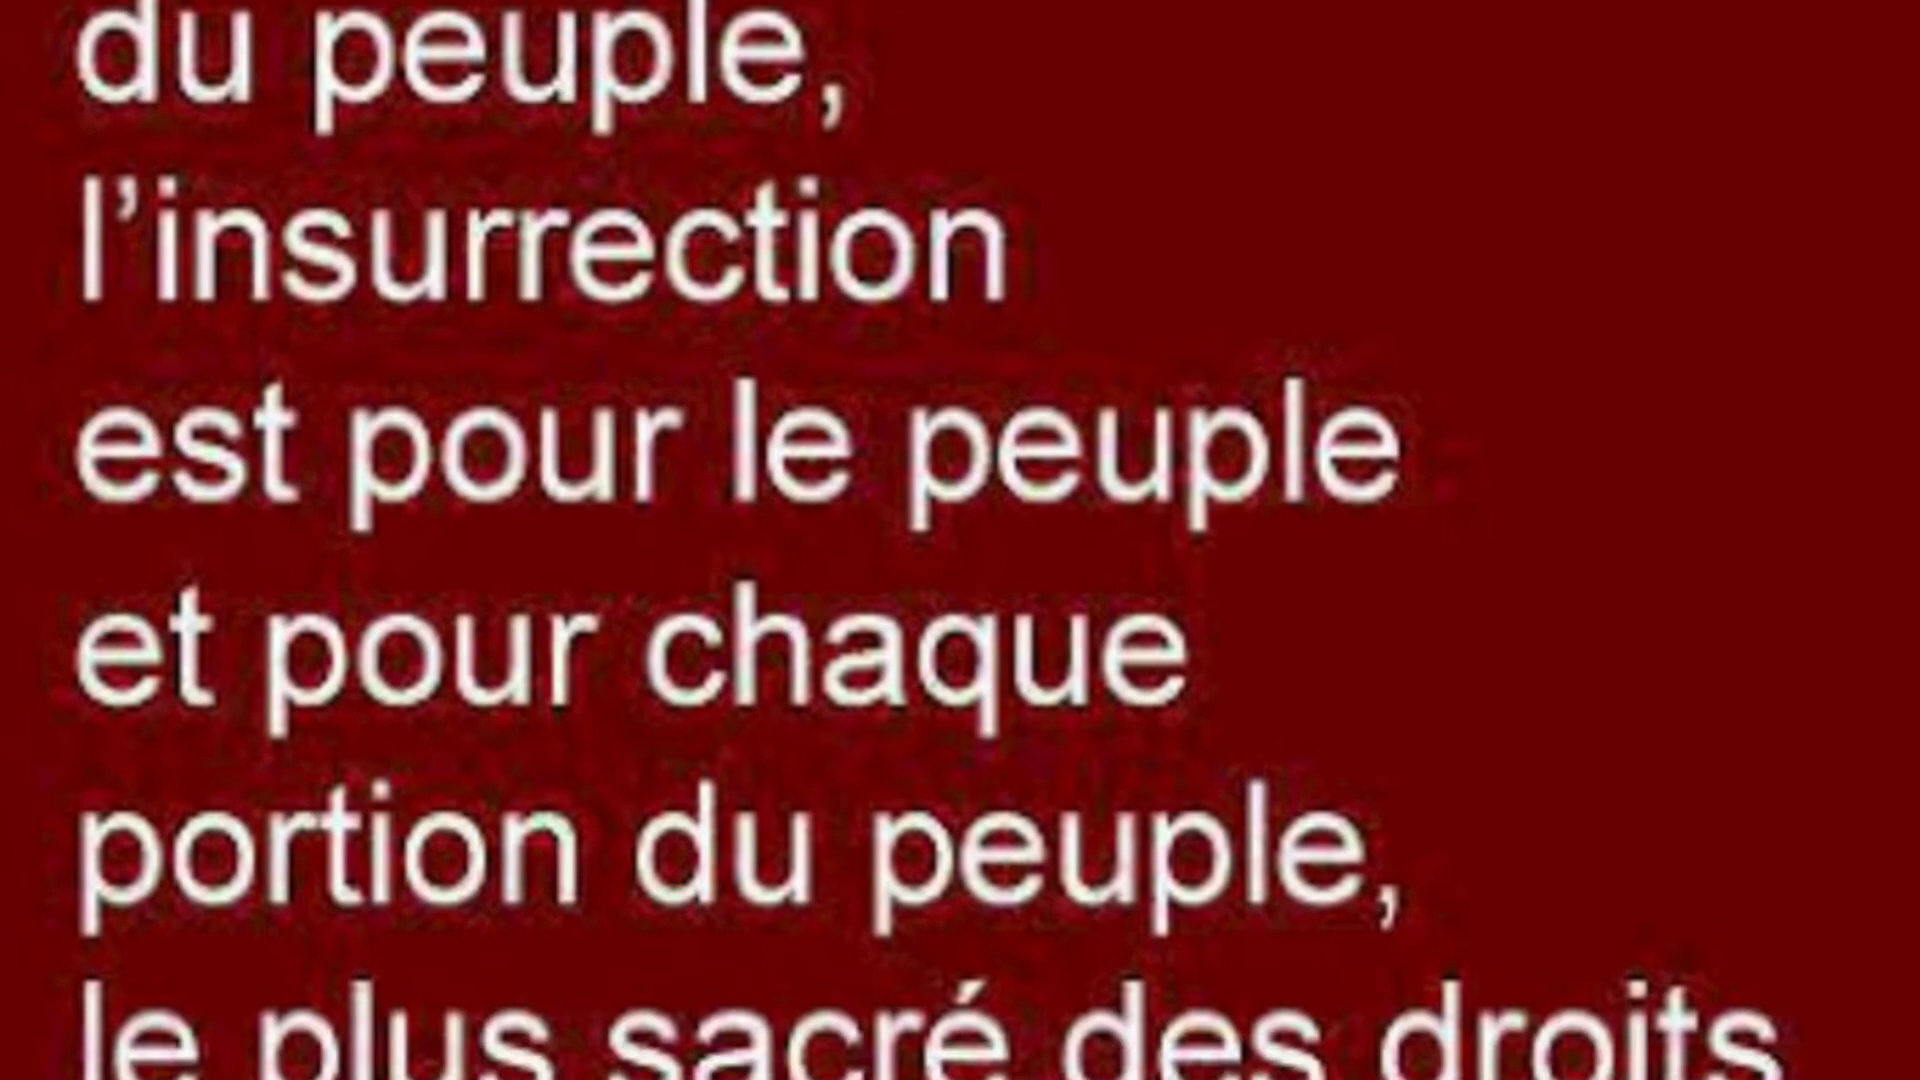 du peuple,
l’insurrection
est pour le peuple
et pour chaque
portion du peuple,
le plus sacré des droits